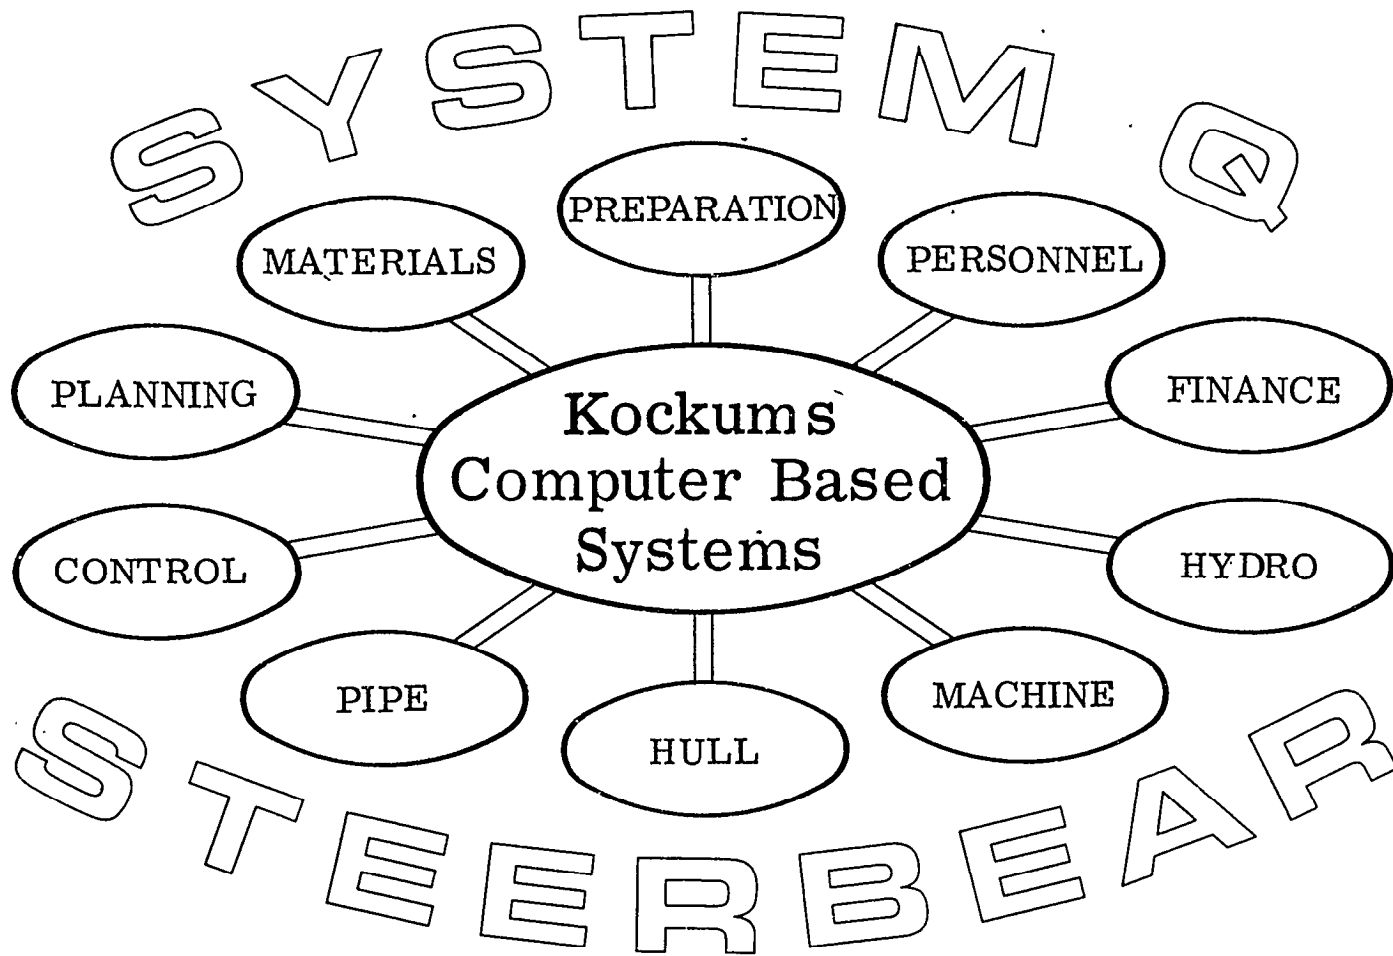 SYSTEM Q
PREPARATION
MATERIALS
PERSONNEL
PLANNING
FINANCE
Kockums
Computer Based
Systems
CONTROL
HYDRO
PIPE
MACHINE
HULL
STEERBEAR